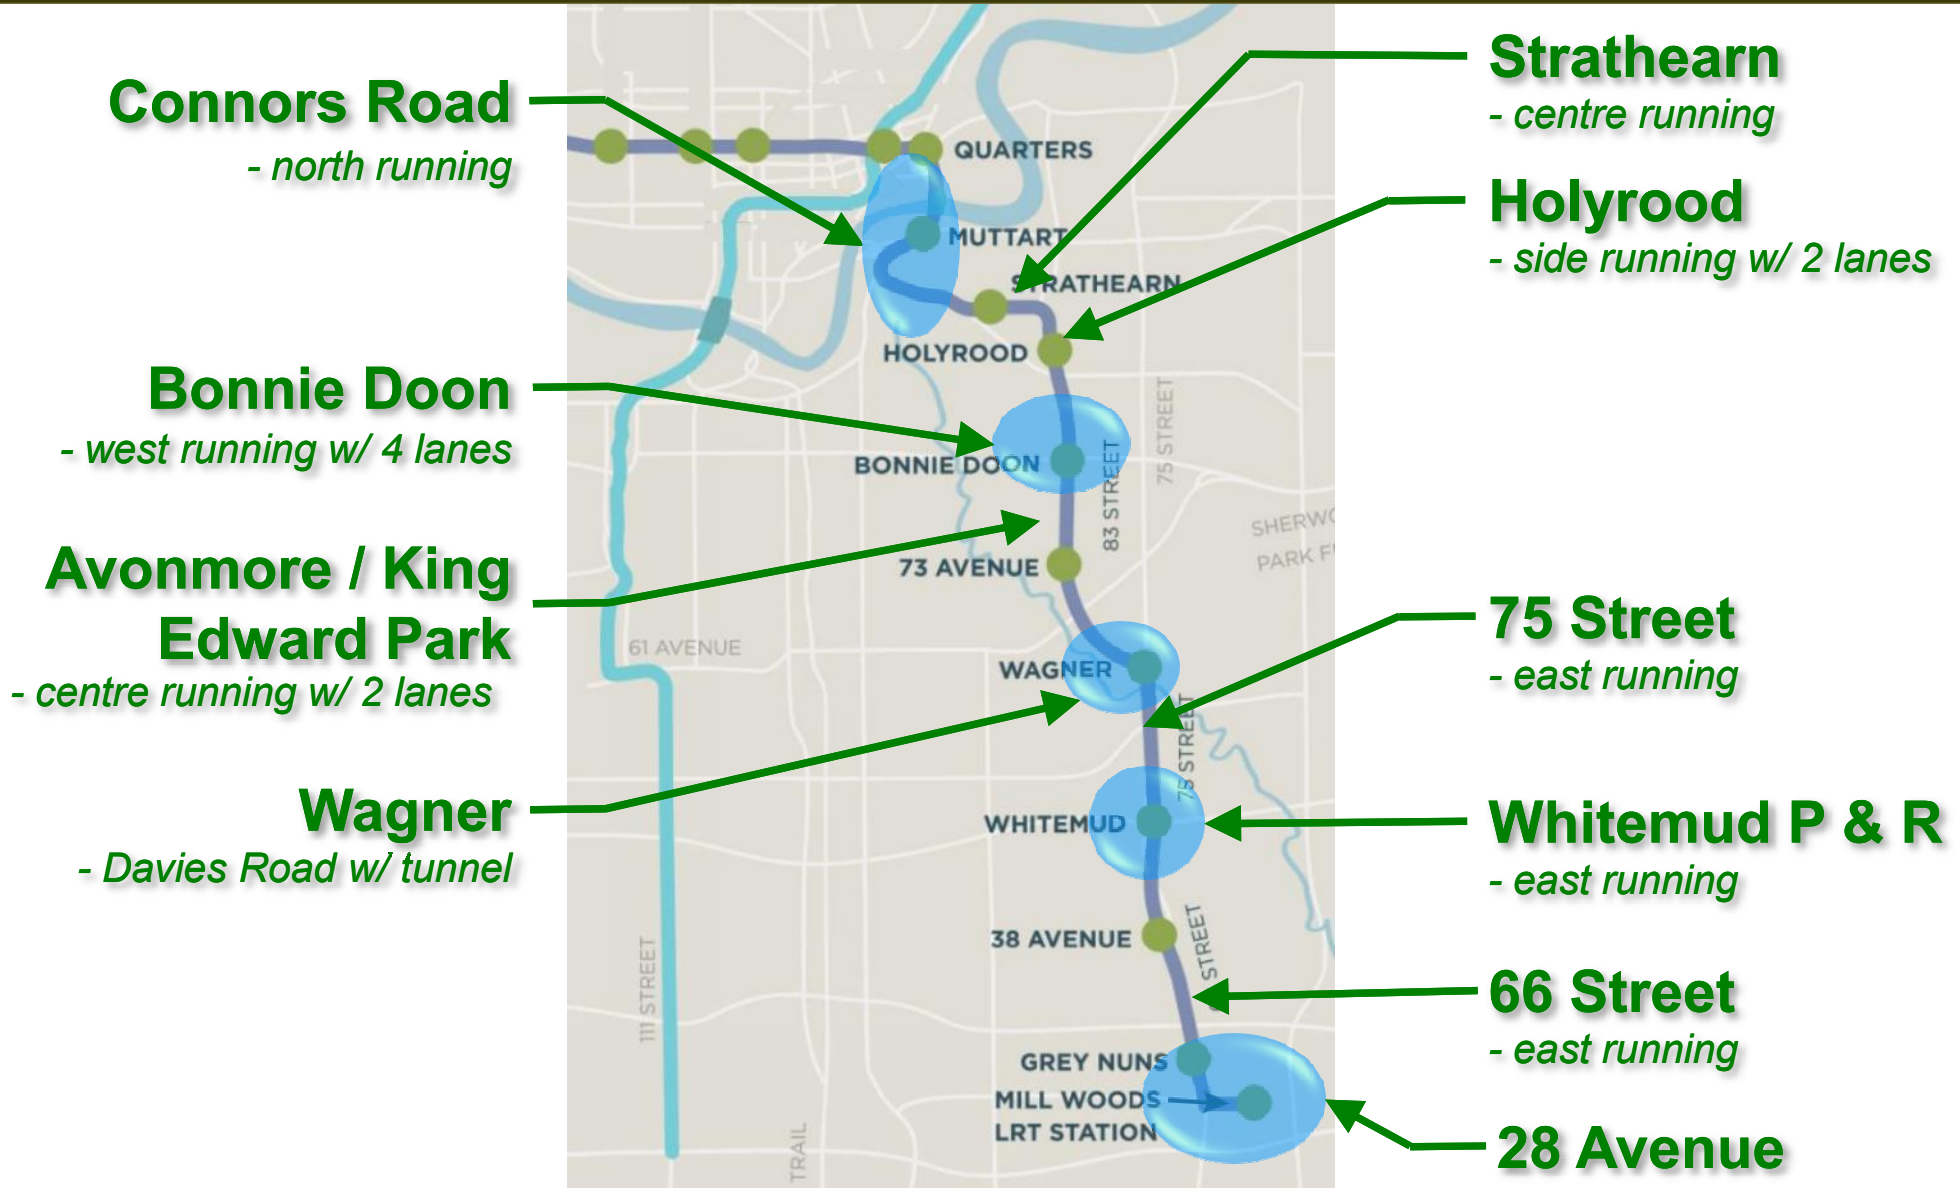 Connors Road
- north running
Bonnie Doon
- west running w/ 4 lanes
Avonmore / King
Edward Park
- centre running w/ 2 lanes
Wagner
- Davies Road w/ tunnel
QUARTERS
MUTTART
STRATHEARN
HOLYROOD
BONNIE DOON
83 STREET
75 STREET
SHERWO
PARK F
73 AVENUE
61 AVENUE
WAGNER
75 STREET
WHITEMUD
38 AVENUE
STREET
111 STREET
GREY NUNS
MILL WOODS
LRT STATION
TRAIL
Strathearn
- centre running
Holyrood
- side running w/ 2 lanes
75 Street
- east running
Whitemud P & R
- east running
66 Street
- east running
28 Avenue